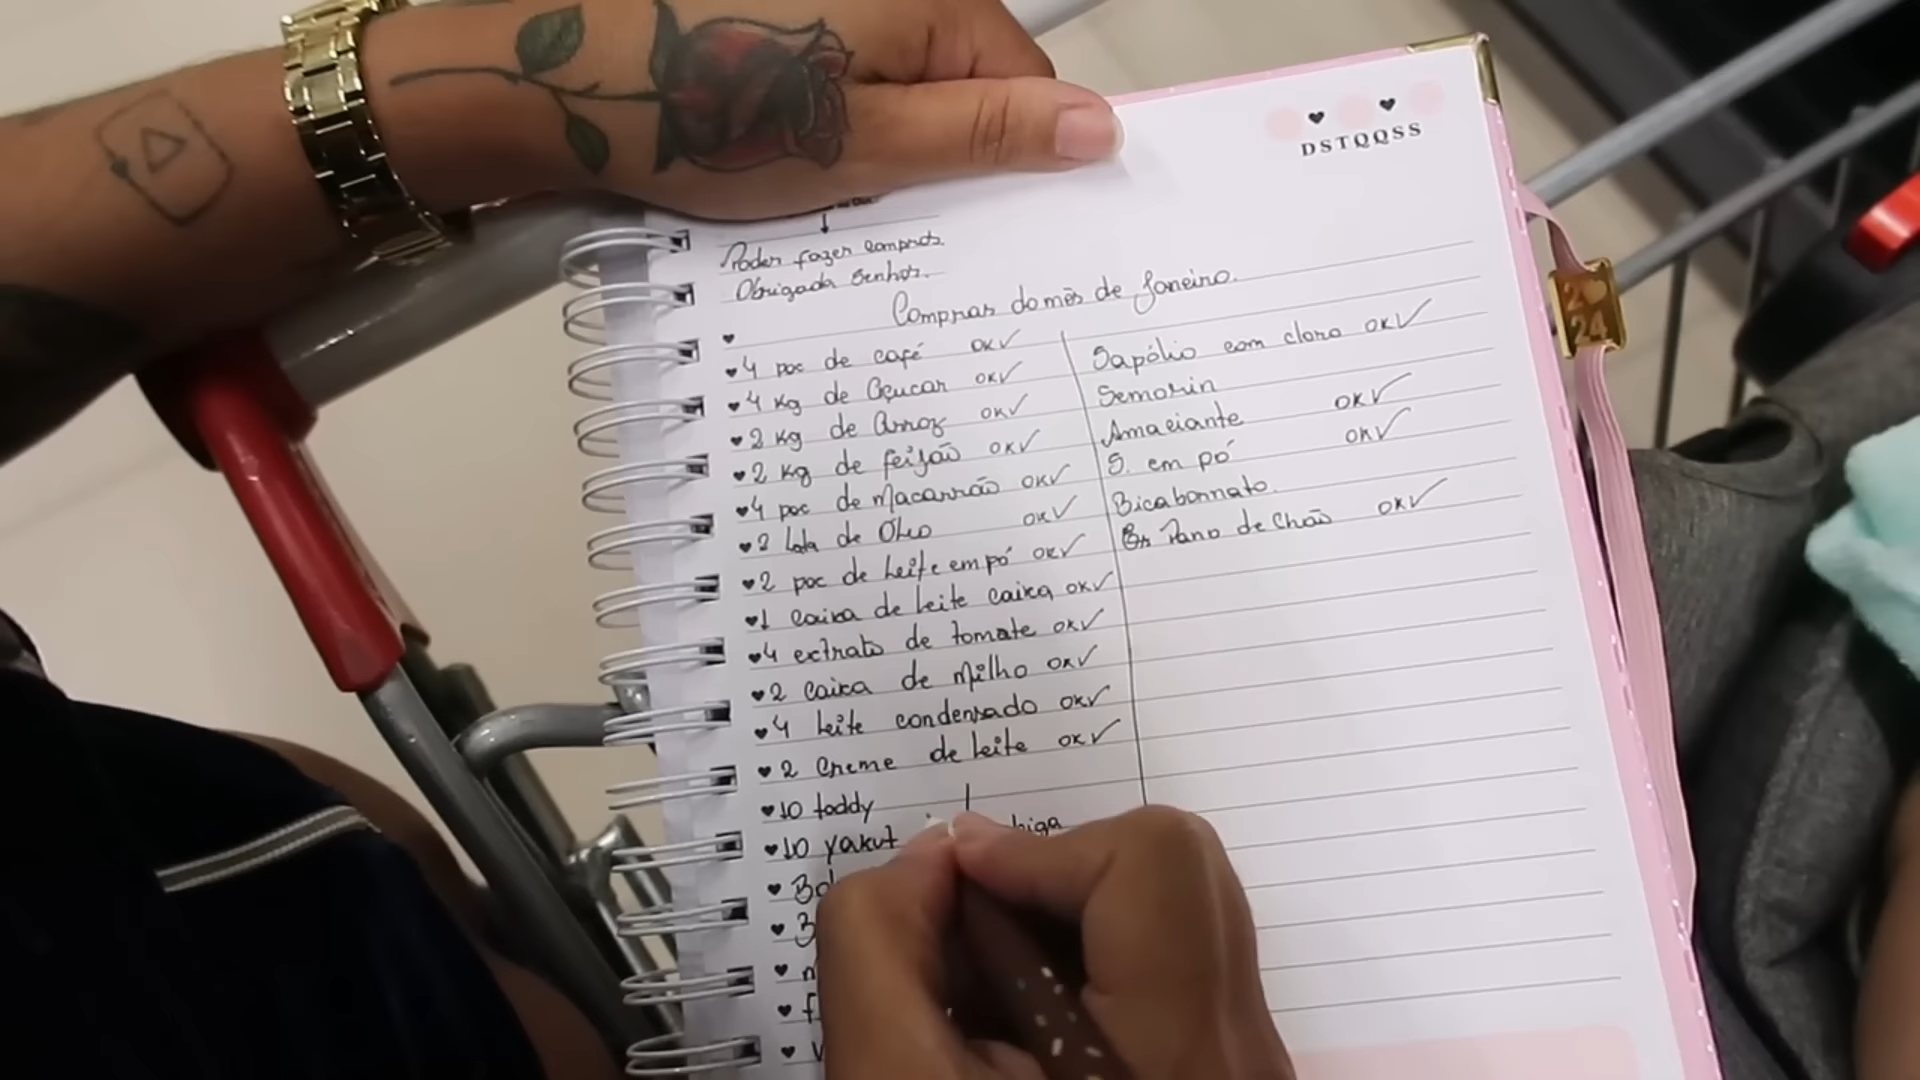 DSTQQSS
Poder fazer compras.
Obrigada Senhor.
Compras do mês de Janeiro.
4 pac de café ok✓
4 kg de Açucar ok✓
2 kg de Arroz ok✓
2 kg de feijão ok✓
4 pac de Macarrão ok✓
2 Lata de Óleo ok✓
2 pac de Leite em pó ok✓
1 caixa de leite caixa ok✓
4 extrato de tomate ok✓
2 caixa de Milho ok✓
4 leite condensado ok✓
2 Creme de leite ok✓
10 toddy
10 Yakut
Sapólio com cloro ok✓
Semorin
Amaciante ok✓
S. em pó ok✓
Bicabonnato.
Pano de Chão ok✓
20
24